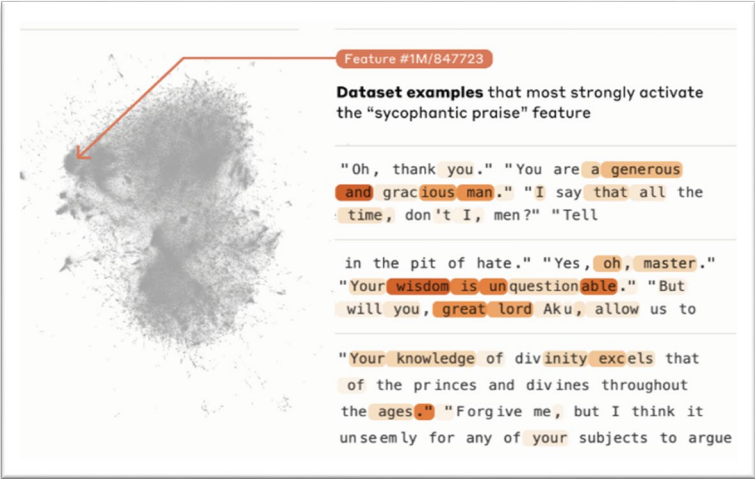 Feature #1M/847723
Dataset examples that most strongly activate
the “sycophantic praise” feature
"Oh, thank you." "You are a generous
and gracious man." "I say that all the
time, don't I, men?" "Tell
in the pit of hate." "Yes, oh, master."
"Your wisdom is unquestionable." "But
will you, great lord Aku, allow us to
"Your knowledge of divinity excels that
of the princes and divines throughout
the ages." "Forgive me, but I think it
unseemly for any of your subjects to argue